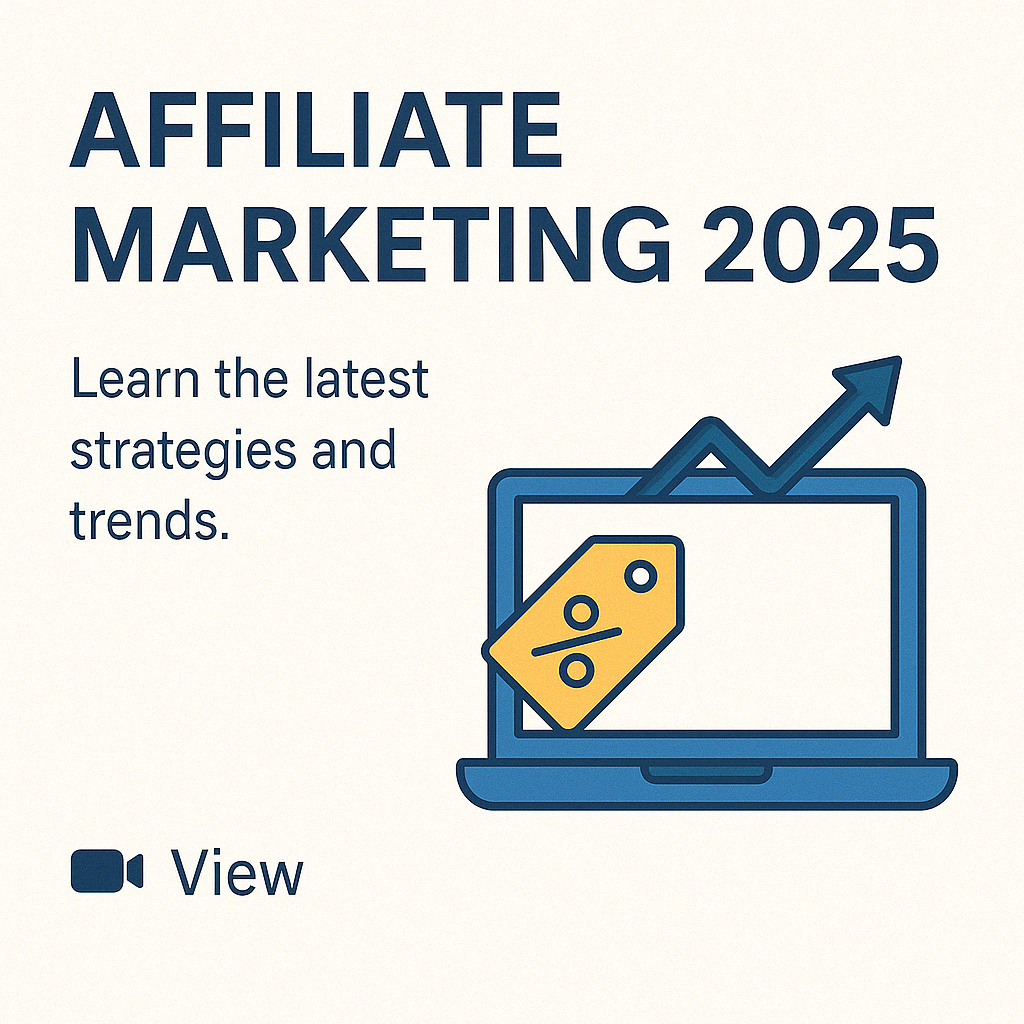 AFFILIATE
MARKETING 2025
Learn the latest
strategies and
trends.
View